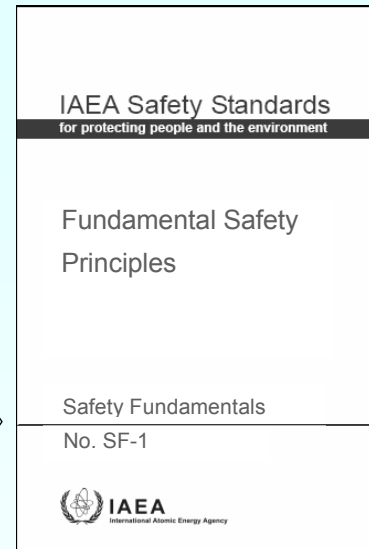 IAEA Safety Standards
for protecting people and the environment
Fundamental Safety
Principles
Safety Fundamentals
No. SF-1
IAEA
International Atomic Energy Agency